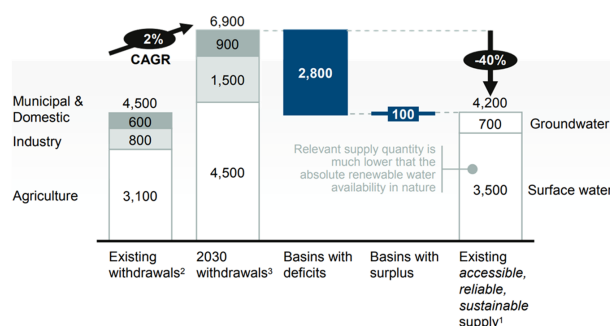 6,900
2%
CAGR
900
1,500
4,500
2,800
-40%
Municipal &
Domestic
4,500
600
Industry
800
Agriculture
3,100
100
4,200
700
Groundwater
Relevant supply quantity is
much lower that the
absolute renewable water
availability in nature
3,500
Surface water
Existing
withdrawals²
2030
withdrawals³
Basins with
deficits
Basins with
surplus
Existing
accessible,
reliable,
sustainable
supply¹